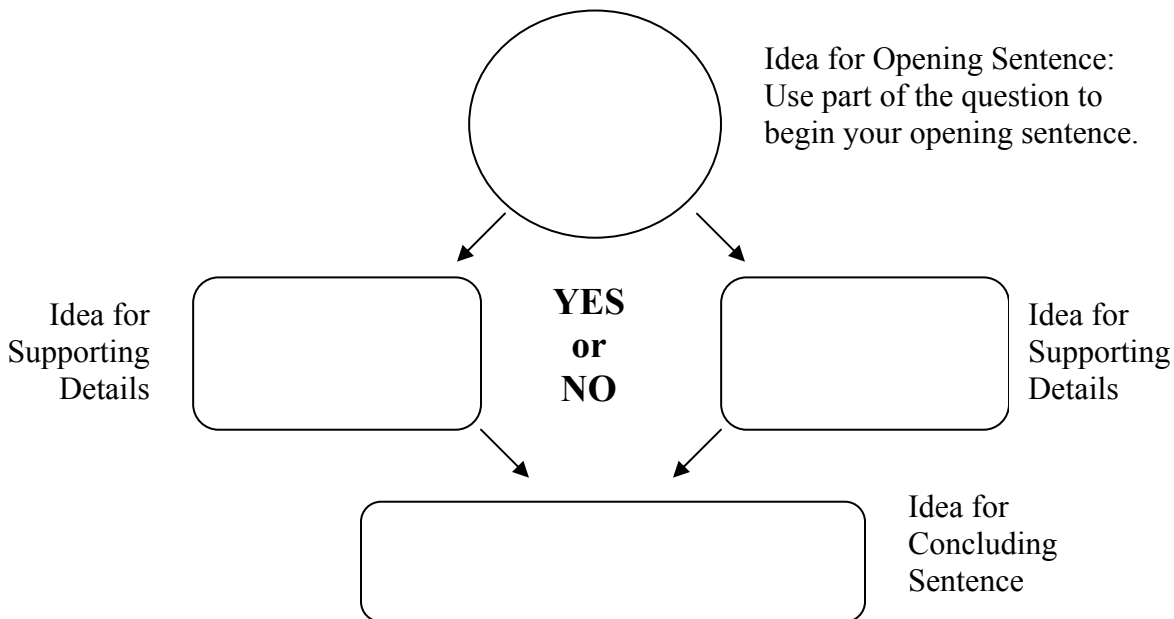 Idea for Opening Sentence:
Use part of the question to
begin your opening sentence.
Idea for
Supporting
Details
YES
or
NO
Idea for
Supporting
Details
Idea for
Concluding
Sentence